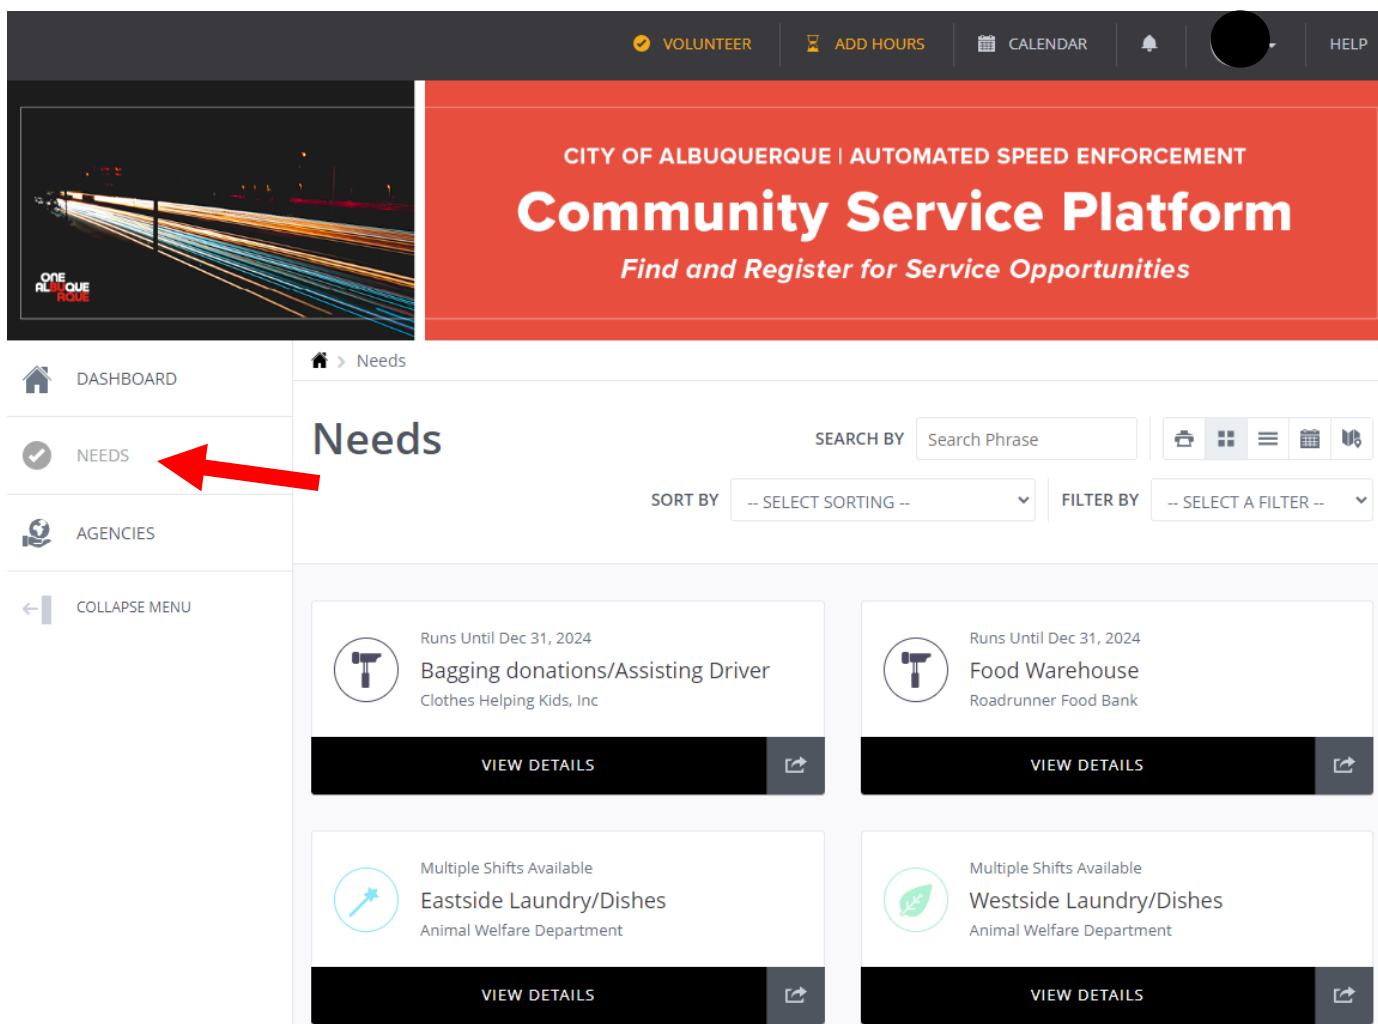 VOLUNTEER
ADD HOURS
CALENDAR
HELP
ONE
ALBUQUE
RQUE
CITY OF ALBUQUERQUE | AUTOMATED SPEED ENFORCEMENT
Community Service Platform
Find and Register for Service Opportunities
DASHBOARD
NEEDS
AGENCIES
COLLAPSE MENU
Needs
Needs
SEARCH BY
Search Phrase
SORT BY
-- SELECT SORTING --
FILTER BY
-- SELECT A FILTER --
Runs Until Dec 31, 2024
Bagging donations/Assisting Driver
Clothes Helping Kids, Inc
VIEW DETAILS
Runs Until Dec 31, 2024
Food Warehouse
Roadrunner Food Bank
VIEW DETAILS
Multiple Shifts Available
Eastside Laundry/Dishes
Animal Welfare Department
VIEW DETAILS
Multiple Shifts Available
Westside Laundry/Dishes
Animal Welfare Department
VIEW DETAILS